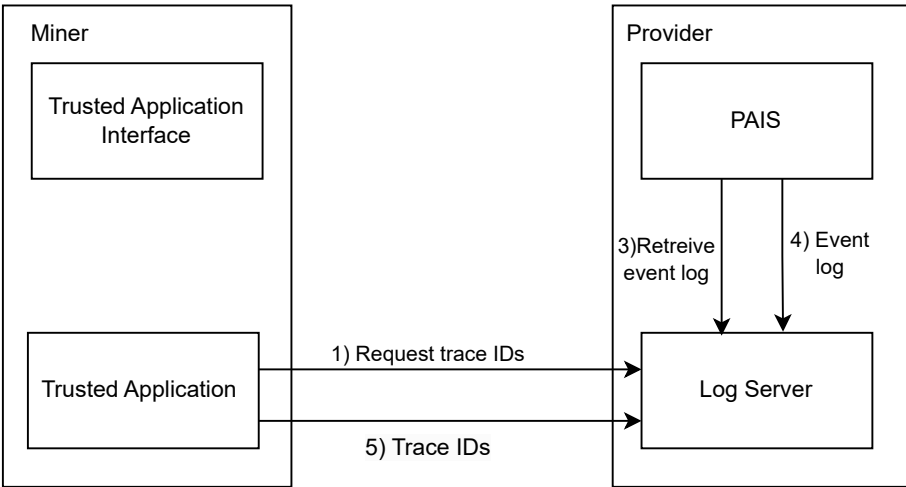 Miner
Provider
Trusted Application
Interface
PAIS
3)Retreive
event log
4) Event
log
1) Request trace IDs
Trusted Application
Log Server
5) Trace IDs